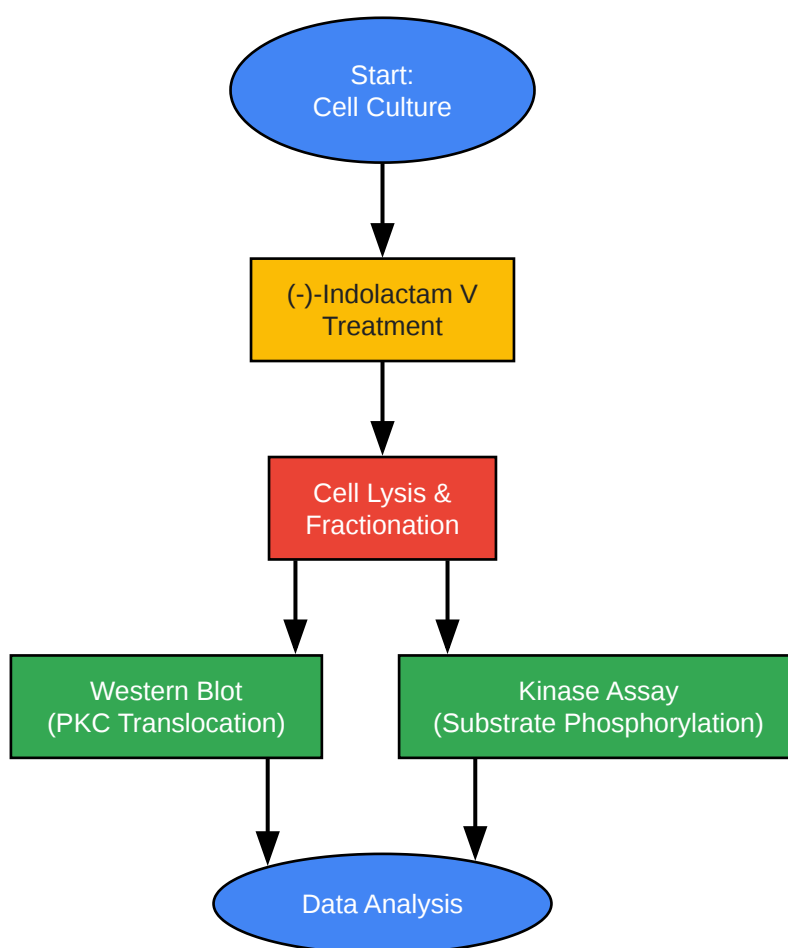 Start:
Cell Culture
(-)-Indolactam V
Treatment
Cell Lysis &
Fractionation
Western Blot
(PKC Translocation)
Kinase Assay
(Substrate Phosphorylation)
Data Analysis